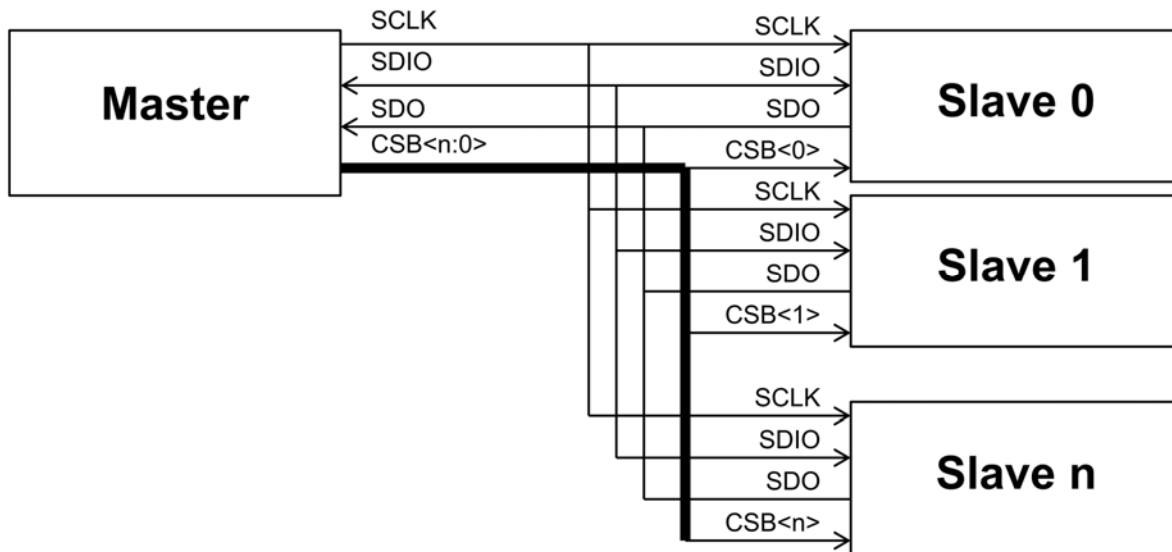 Master
SCLK
SDIO
SDO
CSB<n:0>
SCLK
SDIO
SDO
CSB<0>
Slave 0
SCLK
SDIO
SDO
CSB<1>
Slave 1
SCLK
SDIO
SDO
CSB<n>
Slave n